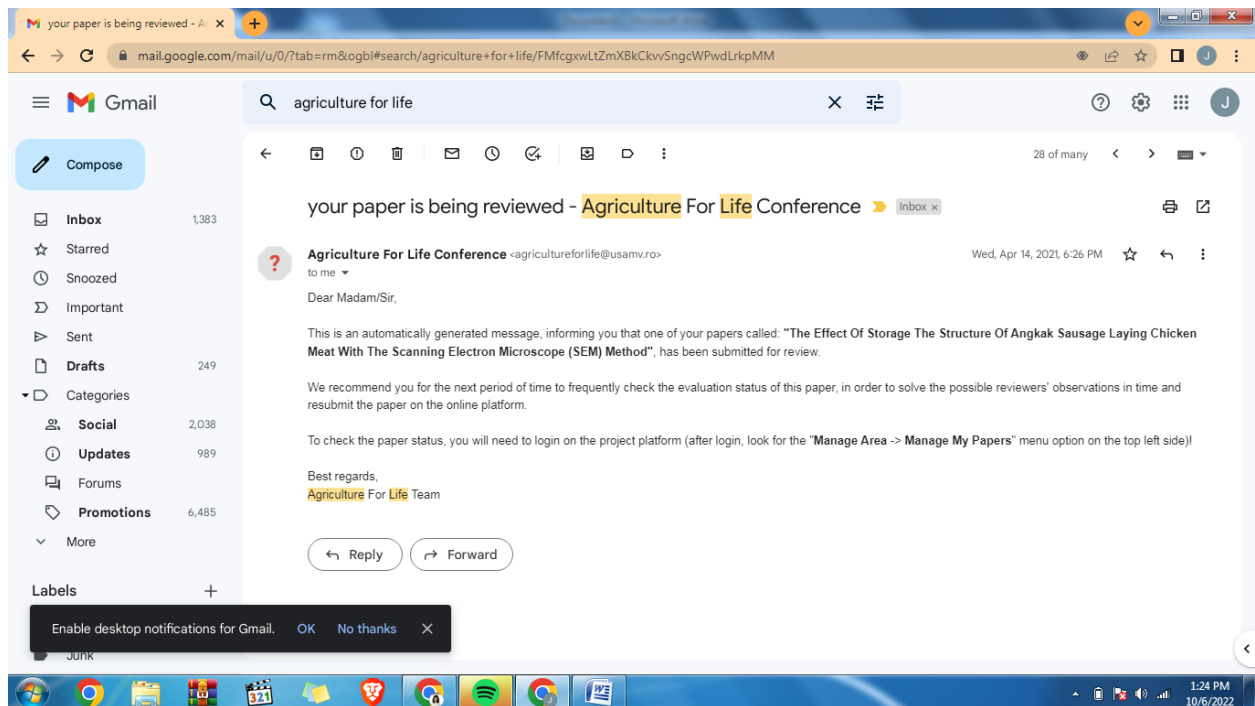 your paper is being reviewed - A
mail.google.com/mail/u/0/?tab=rm&ogbl#search/agriculture+for+life/FMfcgxwLtZmXBkCkvvSngcWPwdLrkpMM
J
Gmail
agriculture for life
J
Compose
28 of many
your paper is being reviewed - Agriculture For Life Conference
Inbox ×
Inbox 1,383
Starred
Snoozed
Important
Sent
Drafts 249
Categories
Social 2,038
Updates 989
Forums
Promotions 6,485
More
Labels
Junk
Agriculture For Life Conference <agricultureforlife@usamv.ro>
Wed, Apr 14, 2021, 6:26 PM
to me
Dear Madam/Sir,
This is an automatically generated message, informing you that one of your papers called: "The Effect Of Storage The Structure Of Angkak Sausage Laying Chicken
Meat With The Scanning Electron Microscope (SEM) Method", has been submitted for review.
We recommend you for the next period of time to frequently check the evaluation status of this paper, in order to solve the possible reviewers' observations in time and
resubmit the paper on the online platform.
To check the paper status, you will need to login on the project platform (after login, look for the "Manage Area -> Manage My Papers" menu option on the top left side)!
Best regards,
Agriculture For Life Team
Reply
Forward
Enable desktop notifications for Gmail. OK No thanks
321
1:24 PM
10/6/2022